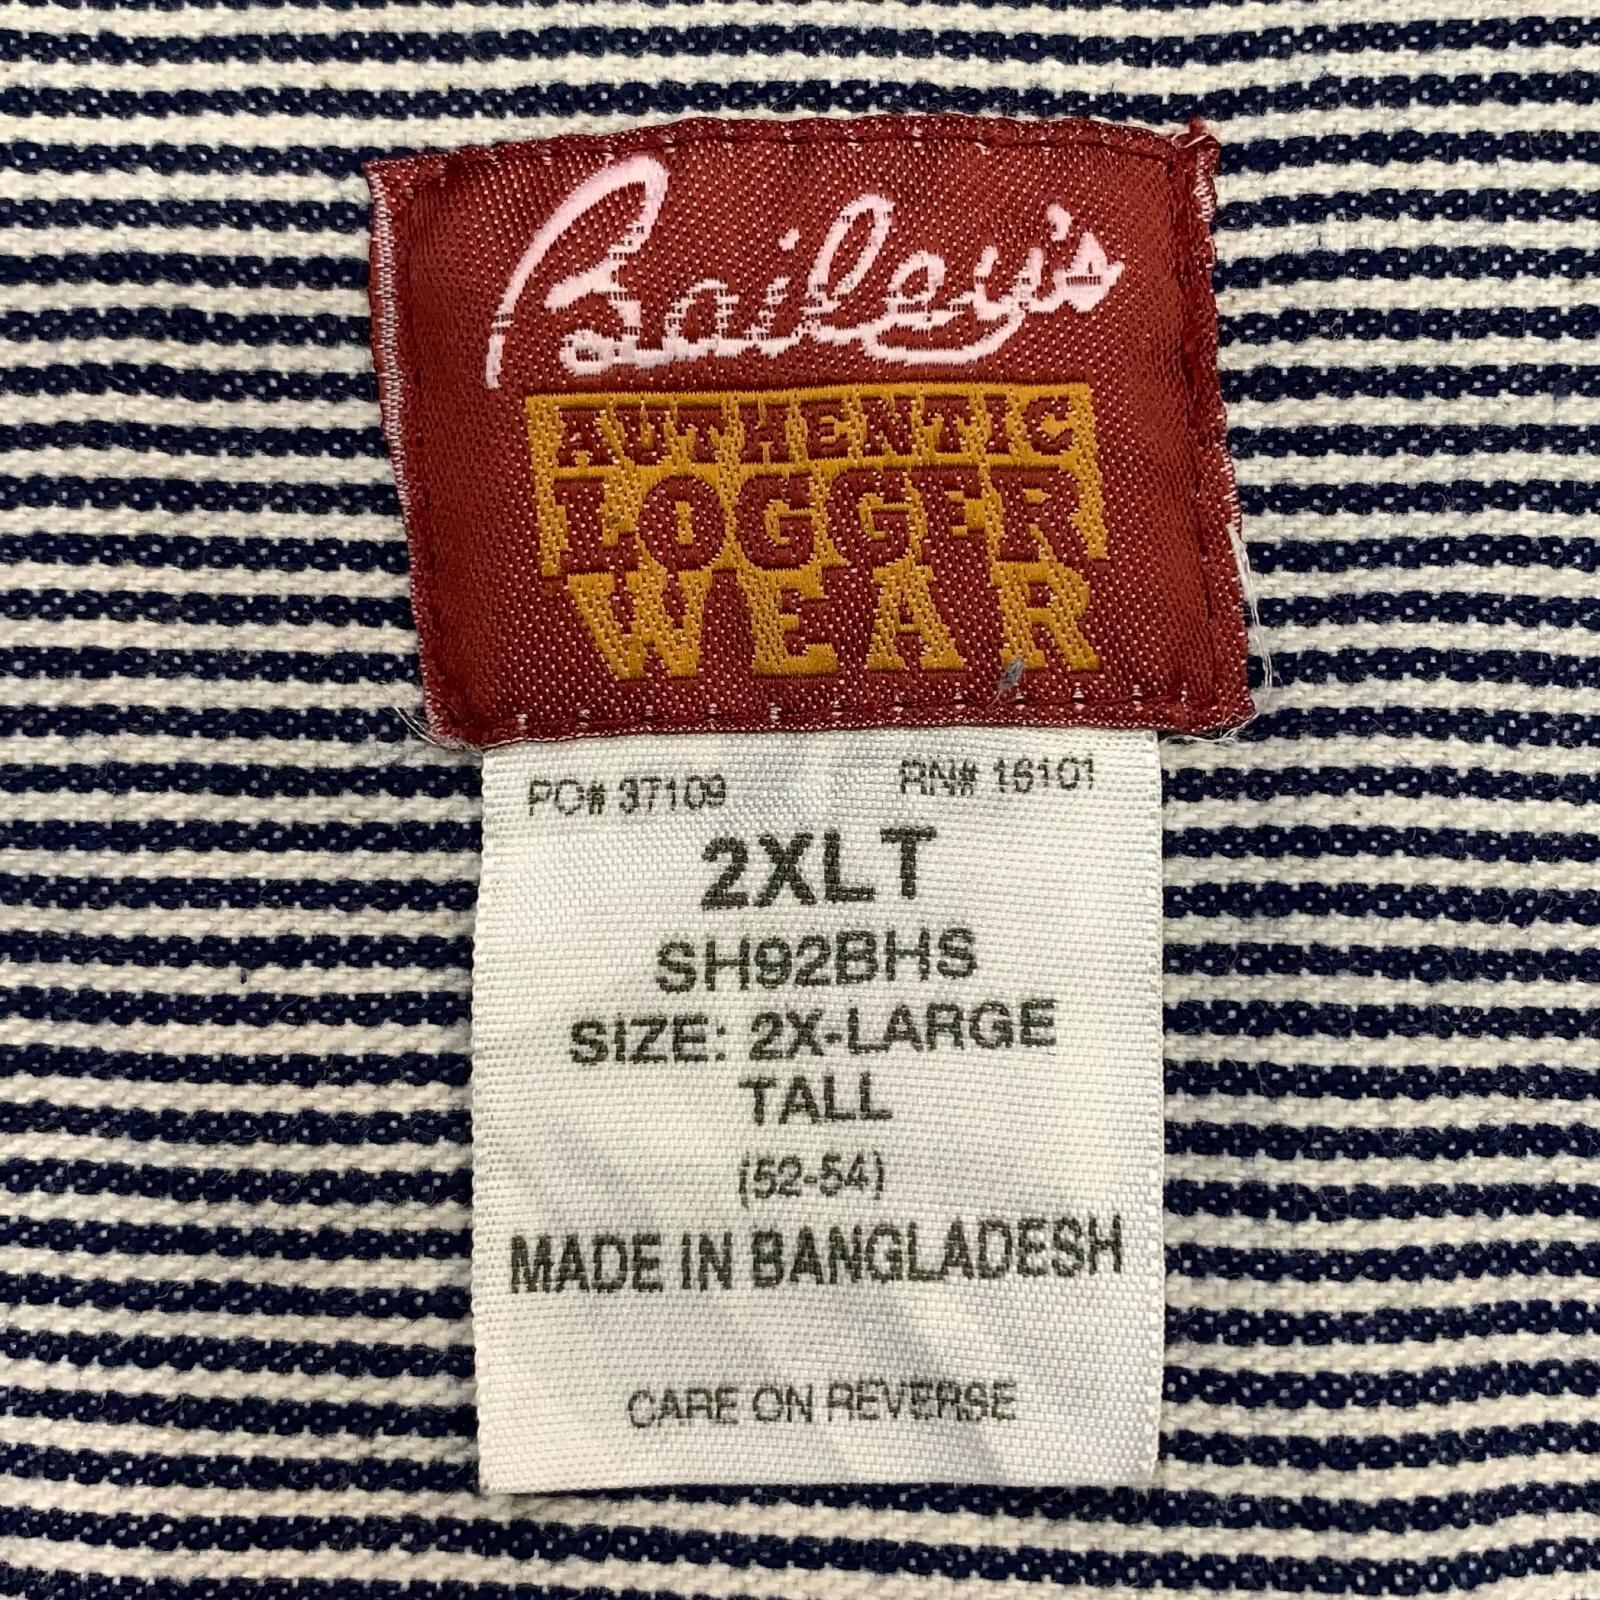 Bailey's
AUTHENTIC
LOGGER
WEAR
PO# 37109 RN# 16101
2XLT
SH92BHS
SIZE: 2X-LARGE
TALL
(52-54)
MADE IN BANGLADESH
CARE ON REVERSE